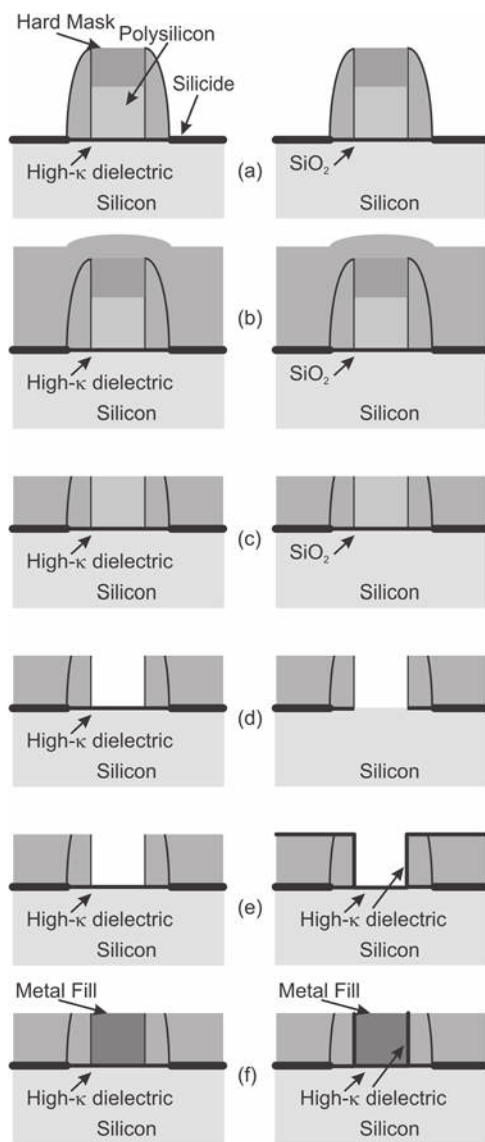 Hard Mask
Polysilicon
Silicide
High-κ dielectric
Silicon
(a)
SiO₂
Silicon
High-κ dielectric
Silicon
(b)
SiO₂
Silicon
High-κ dielectric
Silicon
(c)
SiO₂
Silicon
High-κ dielectric
Silicon
(d)
Silicon
High-κ dielectric
Silicon
(e)
High-κ dielectric
Silicon
Metal Fill
High-κ dielectric
Silicon
(f)
Metal Fill
High-κ dielectric
Silicon